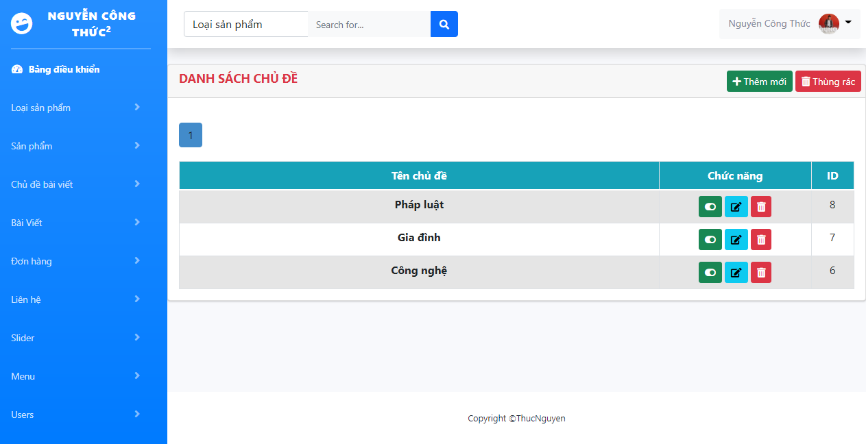 NGUYỄN CÔNG
THỨC2
Bảng điều khiển
Loại sản phẩm
Sản phẩm
Chủ đề bài viết
Bài Viết
Đơn hàng
Liên hệ
Slider
Menu
Users
Loại sản phẩm Search for...
Nguyễn Công Thức
DANH SÁCH CHỦ ĐỀ
Thêm mới Thùng rác
1
Tên chủ đề Chức năng ID
Pháp luật 8
Gia đình 7
Công nghệ 6
Copyright ©ThucNguyen